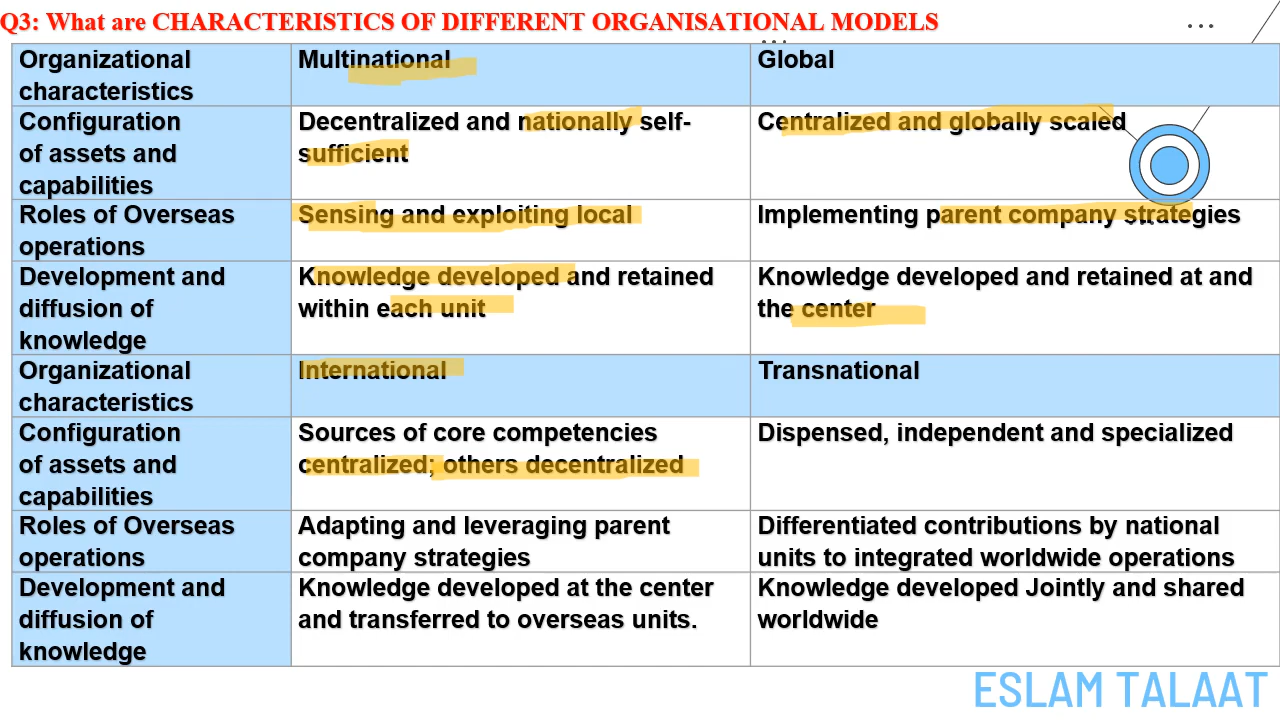 Q3: What are CHARACTERISTICS OF DIFFERENT ORGANISATIONAL MODELS
Organizational
characteristics
Multinational
Global
Configuration
of assets and
capabilities
Decentralized and nationally self-
sufficient
Centralized and globally scaled
Roles of Overseas
operations
Sensing and exploiting local
Implementing parent company strategies
Development and
diffusion of
knowledge
Knowledge developed and retained
within each unit
Knowledge developed and retained at and
the center
Organizational
characteristics
International
Transnational
Configuration
of assets and
capabilities
Sources of core competencies
centralized; others decentralized
Dispensed, independent and specialized
Roles of Overseas
operations
Adapting and leveraging parent
company strategies
Differentiated contributions by national
units to integrated worldwide operations
Development and
diffusion of
knowledge
Knowledge developed at the center
and transferred to overseas units.
Knowledge developed Jointly and shared
worldwide
ESLAM TALAAT